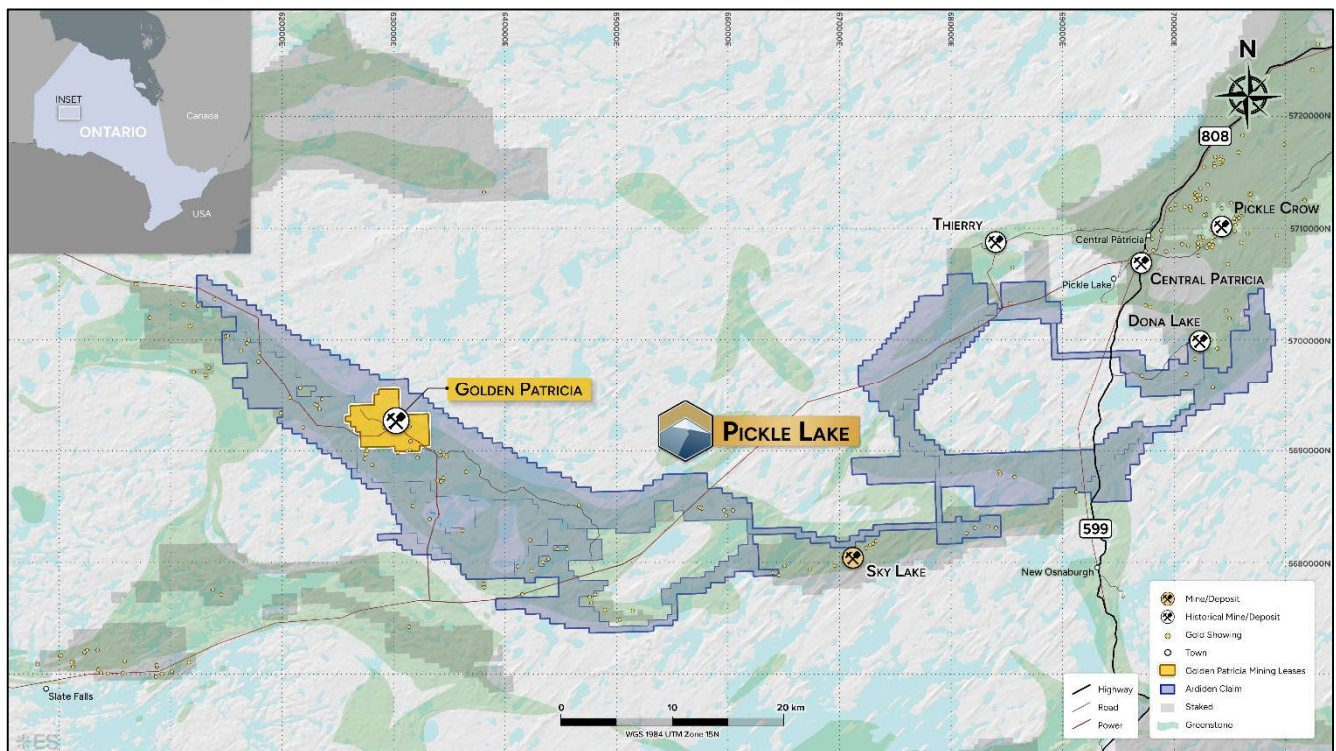 INSET
ONTARIO
Canada
USA
N
808
5720000N
THIERRY
PICKLE CROW
Central Patricia
5710000N
CENTRAL PATRICIA
Pickle Lake
DONA LAKE
5700000N
GOLDEN PATRICIA
PICKLE LAKE
5690000N
599
SKY LAKE
New Osnaburgh
5680000N
Slate Falls
0 10 20 km
WGS 1984 UTM Zone 15N
Highway
Road
Power
Mine/Deposit
Historical Mine/Deposit
Gold Showing
Town
Golden Patricia Mining Leases
Ardiden Claim
Staked
Greenstone
ES